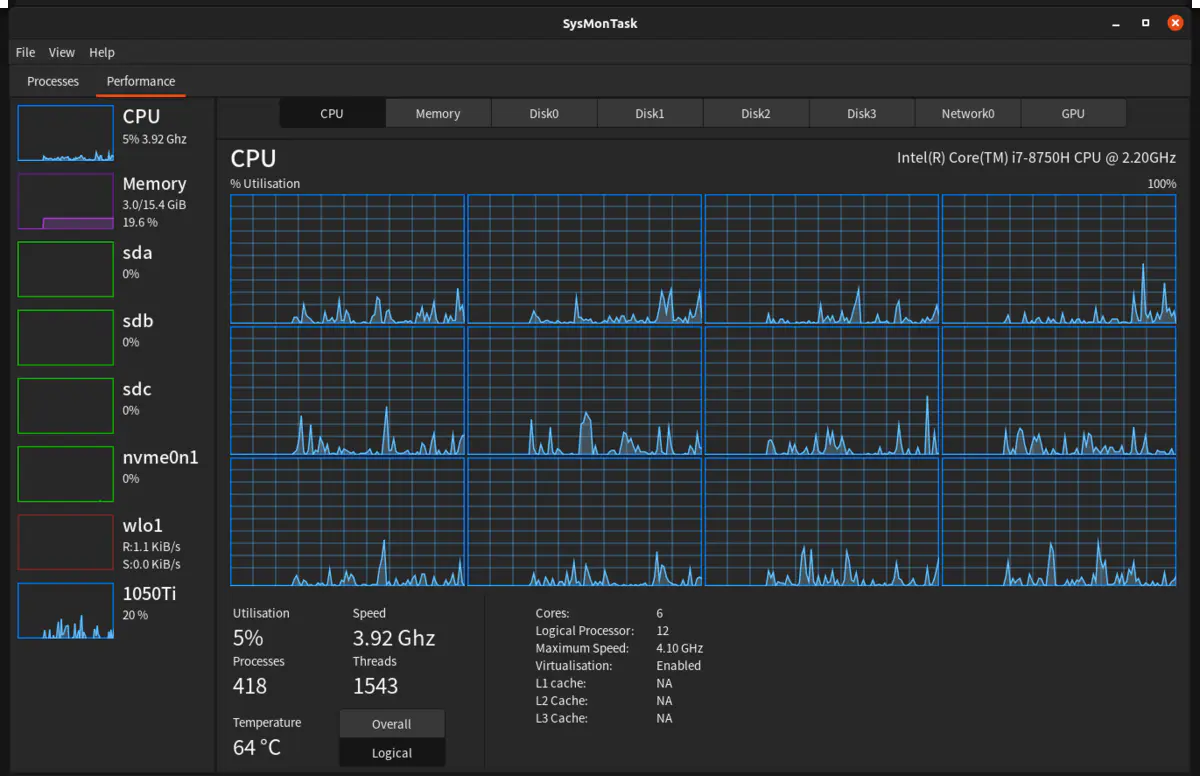 SysMonTask
File View Help
Processes Performance
CPU
5% 3.92 Ghz
Memory
3.0/15.4 GiB
19.6 %
sda
0%
sdb
0%
sdc
0%
nvme0n1
0%
wlo1
R:1.1 KiB/s
S:0.0 KiB/s
1050Ti
20 %
CPU Memory Disk0 Disk1 Disk2 Disk3 Network0 GPU
CPU Intel(R) Core(TM) i7-8750H CPU @ 2.20GHz
% Utilisation 100%
Utilisation Speed
5% 3.92 Ghz
Processes Threads
418 1543
Temperature
64 °C
Overall
Logical
Cores: 6
Logical Processor: 12
Maximum Speed: 4.10 GHz
Virtualisation: Enabled
L1 cache: NA
L2 Cache: NA
L3 Cache: NA